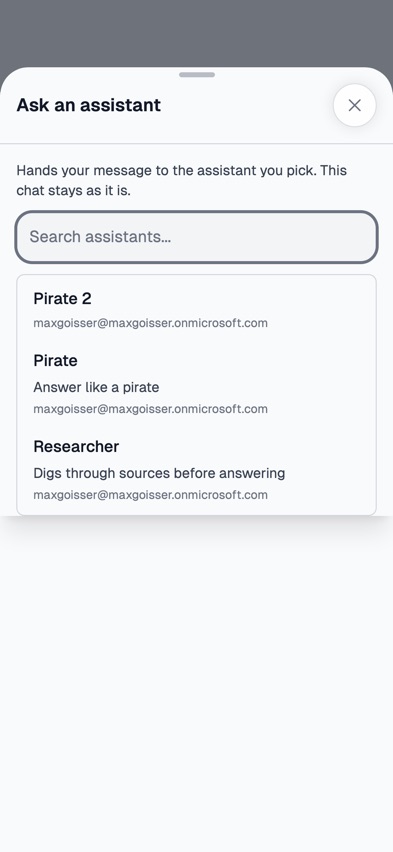 Ask an assistant
Hands your message to the assistant you pick. This
chat stays as it is.
Search assistants...
Pirate 2
maxgoisser@maxgoisser.onmicrosoft.com
Pirate
Answer like a pirate
maxgoisser@maxgoisser.onmicrosoft.com
Researcher
Digs through sources before answering
maxgoisser@maxgoisser.onmicrosoft.com